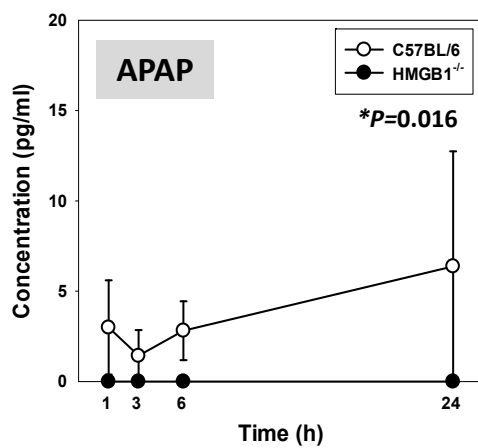 20
15
10
5
0
Concentration (pg/ml)
APAP
C57BL/6
HMGB1⁻/⁻
*P=0.016
1 3 6 24
Time (h)